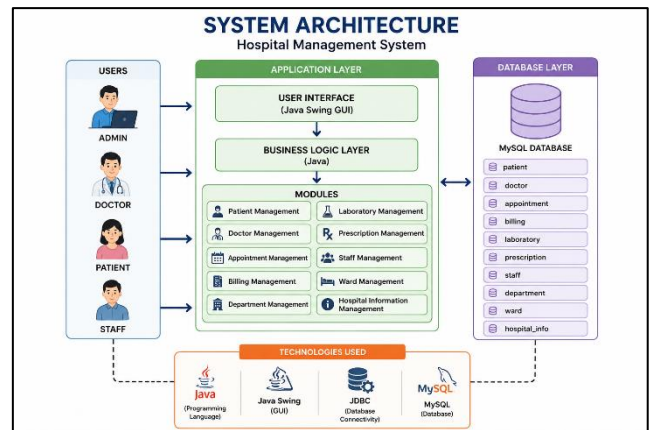 SYSTEM ARCHITECTURE
Hospital Management System
USERS
ADMIN
DOCTOR
PATIENT
STAFF
APPLICATION LAYER
USER INTERFACE
(Java Swing GUI)
BUSINESS LOGIC LAYER
(Java)
MODULES
Patient Management
Laboratory Management
Doctor Management
Rx Prescription Management
Appointment Management
Staff Management
Billing Management
Ward Management
Department Management
Hospital Information
Management
DATABASE LAYER
MySQL DATABASE
patient
doctor
appointment
billing
laboratory
prescription
staff
department
ward
hospital_info
TECHNOLOGIES USED
Java
(Programming
Language)
Java Swing
(GUI)
JDBC
(Database
Connectivity)
MySQL
MySQL
(Database)